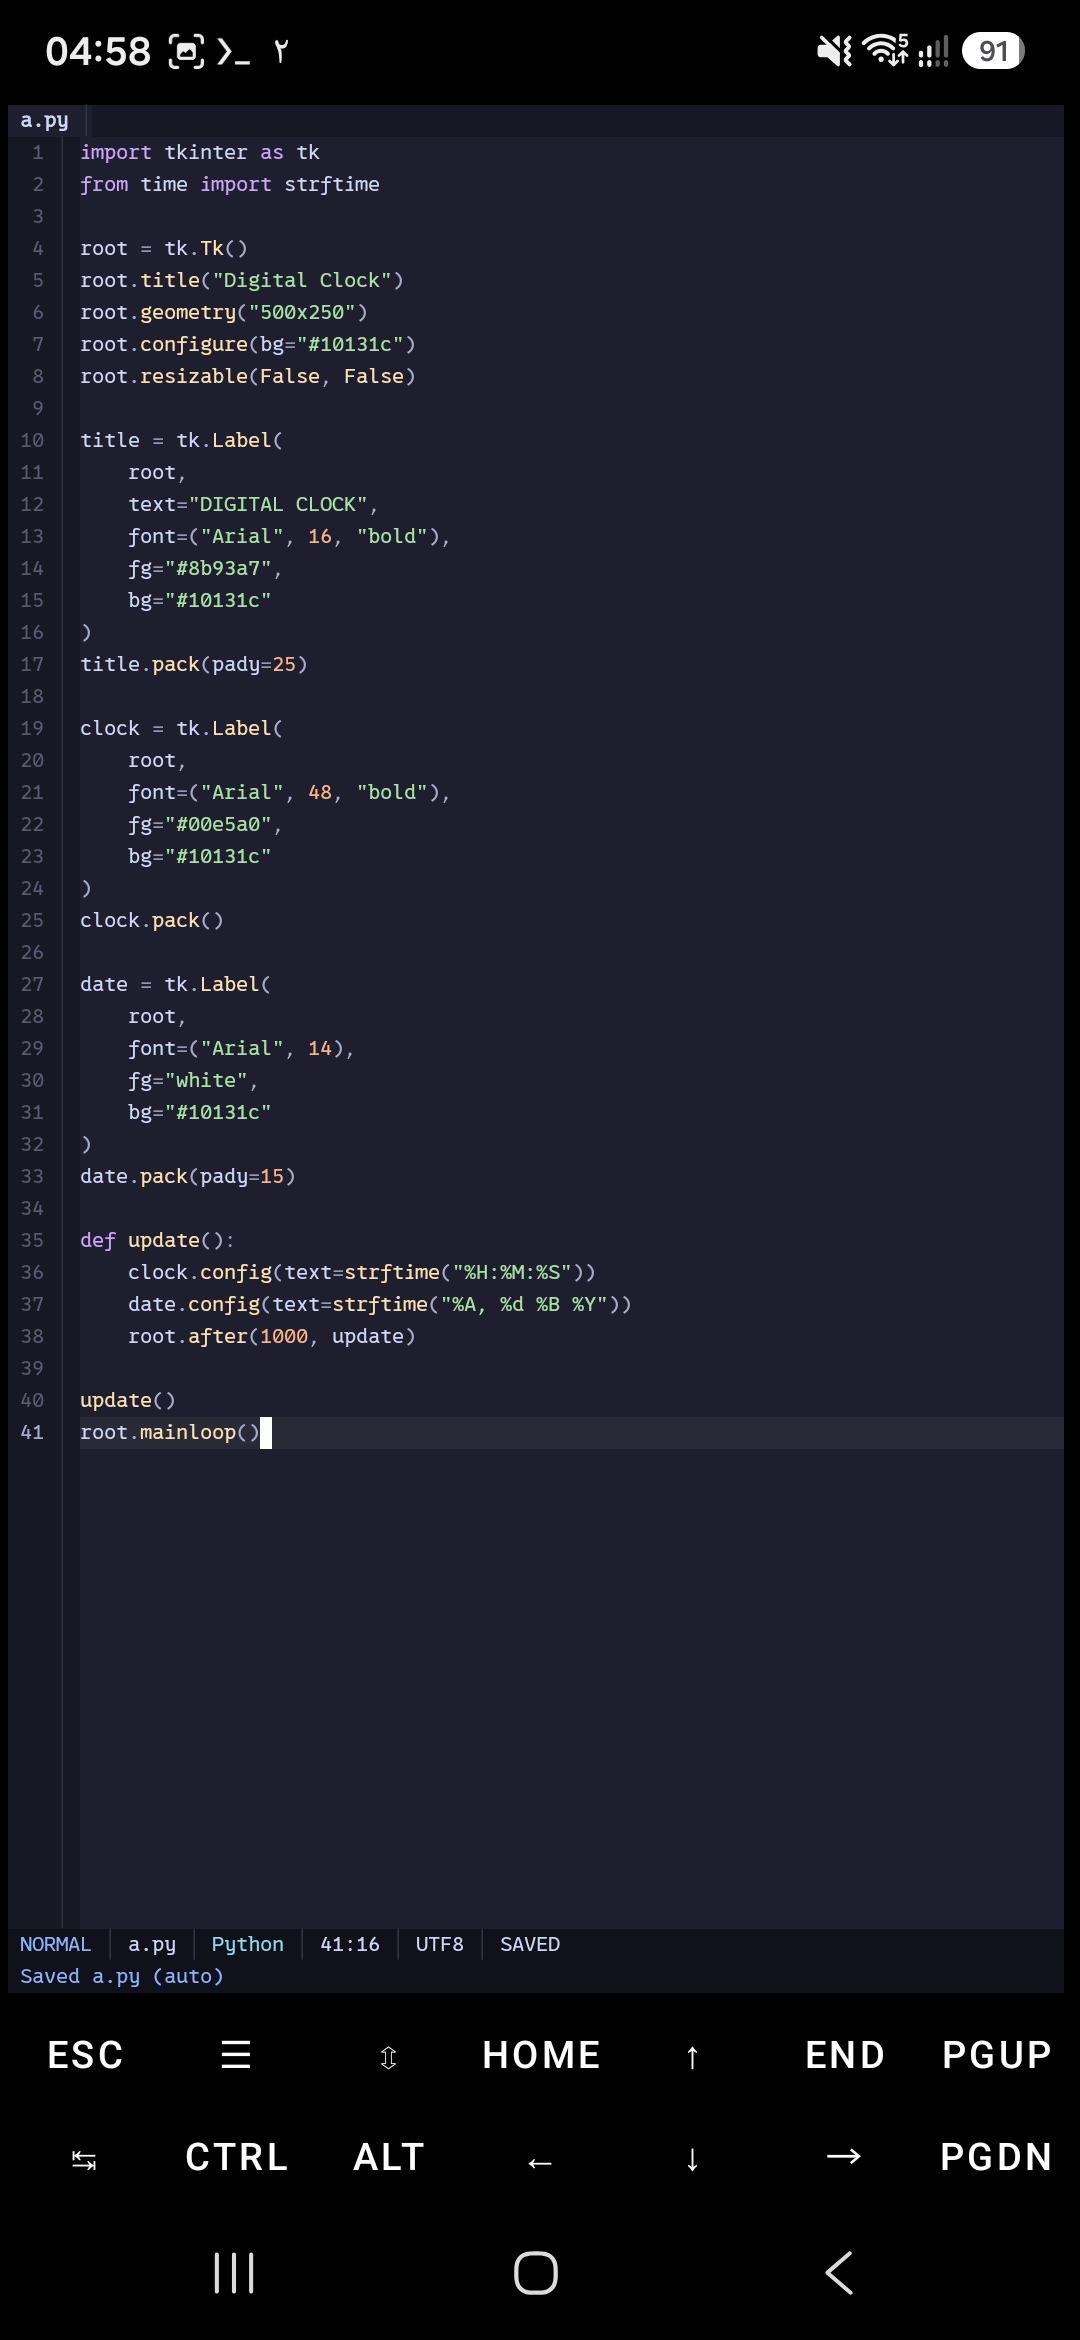 04:58 ٢ 5 91
a.py
1 import tkinter as tk
2 from time import strftime
3
4 root = tk.Tk()
5 root.title("Digital Clock")
6 root.geometry("500x250")
7 root.configure(bg="#10131c")
8 root.resizable(False, False)
9
10 title = tk.Label(
11     root,
12     text="DIGITAL CLOCK",
13     font=("Arial", 16, "bold"),
14     fg="#8b93a7",
15     bg="#10131c"
16 )
17 title.pack(pady=25)
18
19 clock = tk.Label(
20     root,
21     font=("Arial", 48, "bold"),
22     fg="#00e5a0",
23     bg="#10131c"
24 )
25 clock.pack()
26
27 date = tk.Label(
28     root,
29     font=("Arial", 14),
30     fg="white",
31     bg="#10131c"
32 )
33 date.pack(pady=15)
34
35 def update():
36     clock.config(text=strftime("%H:%M:%S"))
37     date.config(text=strftime("%A, %d %B %Y"))
38     root.after(1000, update)
39
40 update()
41 root.mainloop()
NORMAL a.py Python 41:16 UTF8 SAVED
Saved a.py (auto)
ESC ☰ ⇳ HOME ↑ END PGUP
↹ CTRL ALT ← ↓ → PGDN